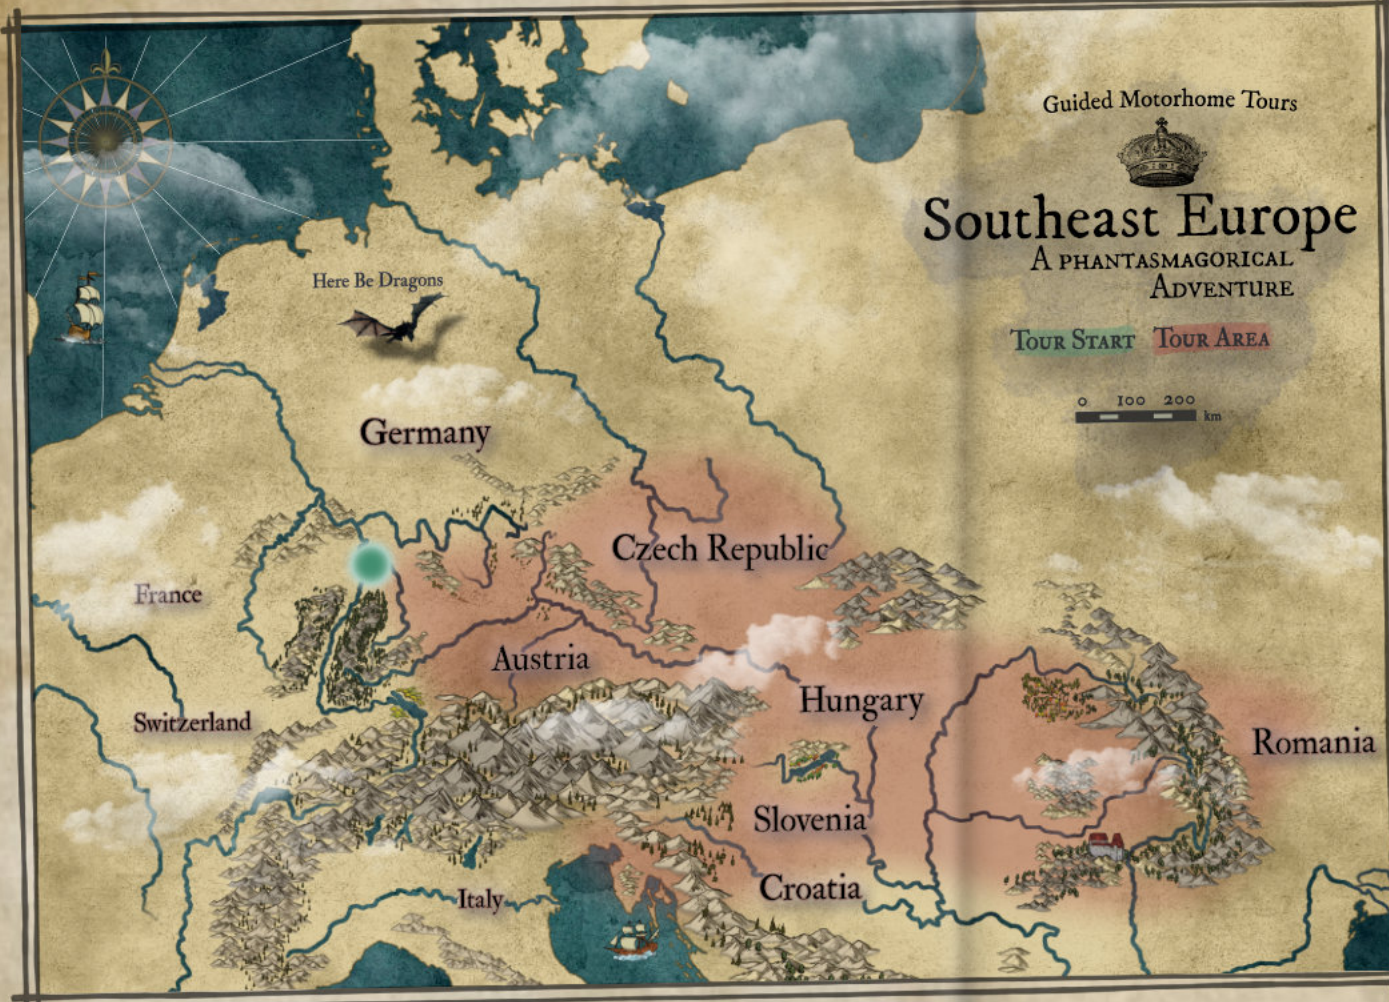 Guided Motorhome Tours
Southeast Europe
A phantasmagorical
Adventure
Tour Start Tour Area
0 100 200
km
Here Be Dragons
Germany
Czech Republic
France
Austria
Switzerland
Hungary
Romania
Slovenia
Croatia
Italy